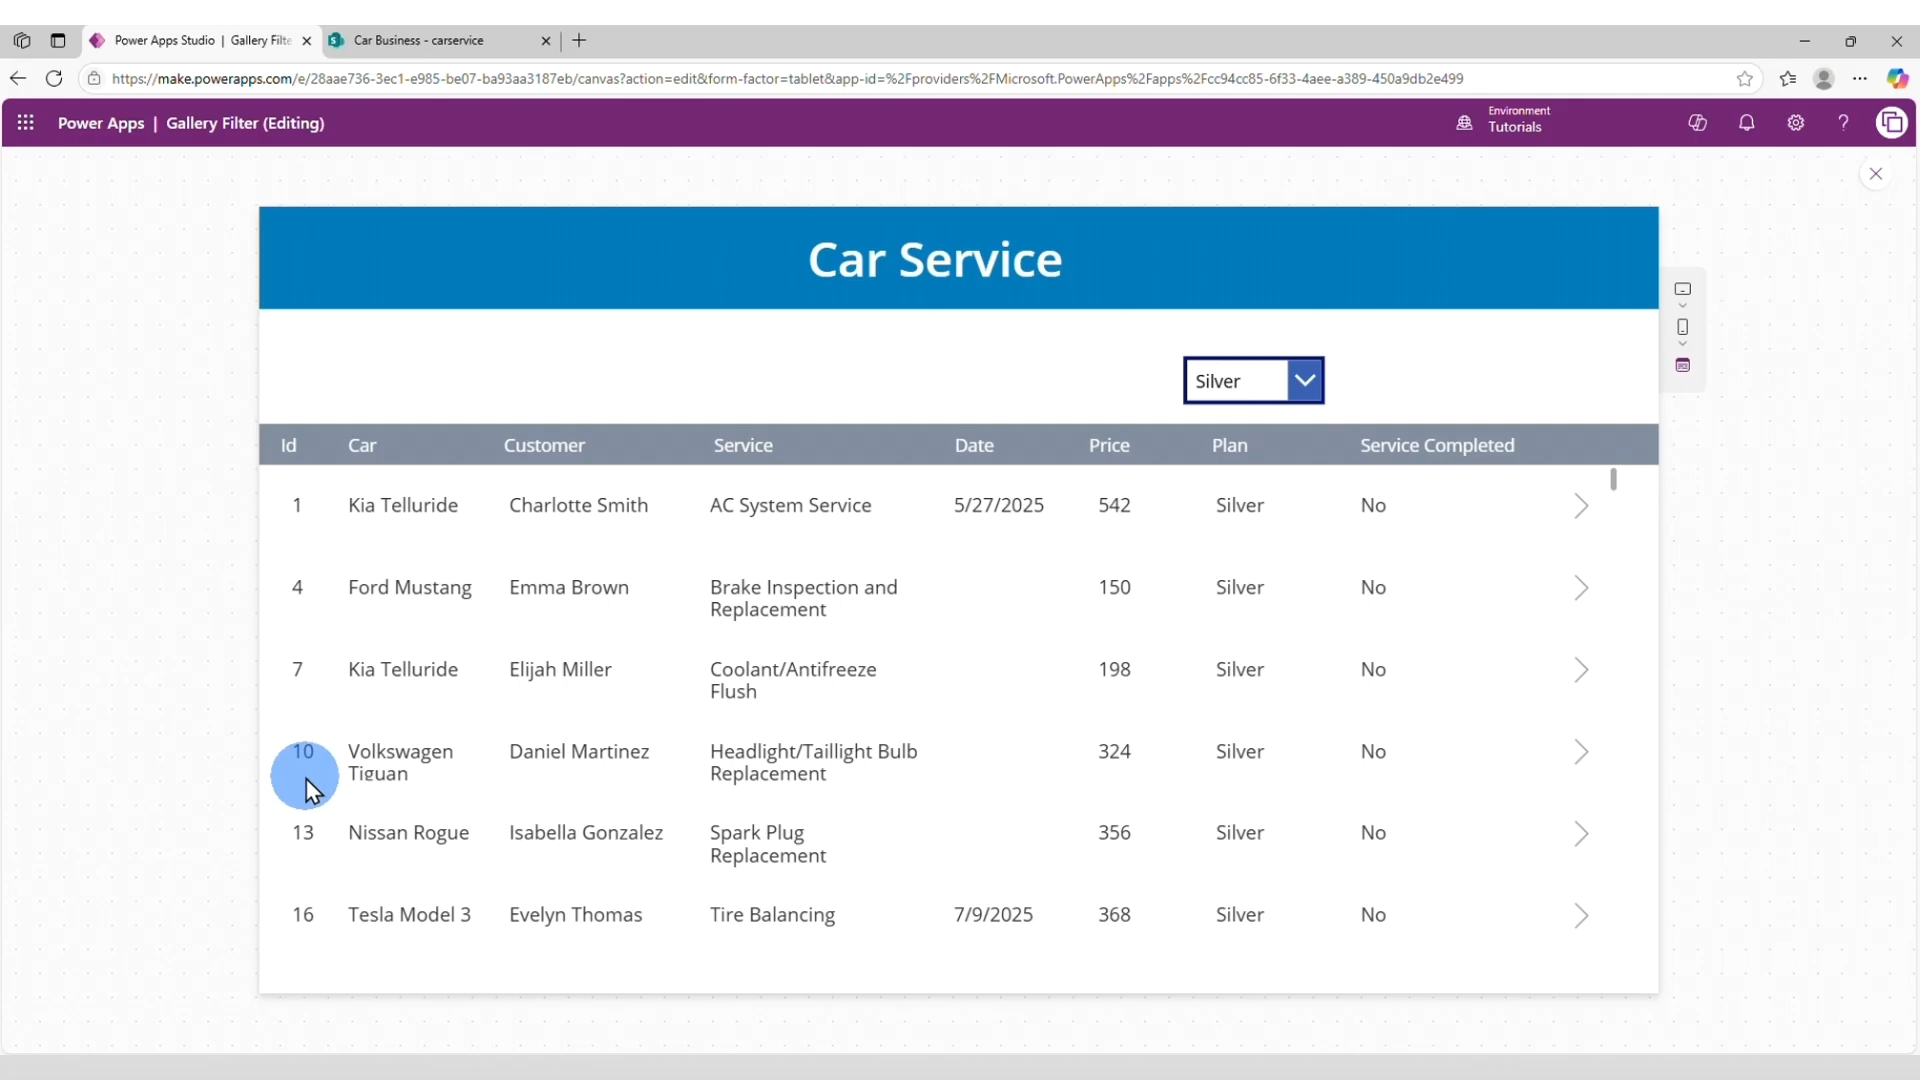 Power Apps Studio | Gallery Filte
Car Business - carservice
https://make.powerapps.com/e/28aae736-3ec1-e985-be07-ba93aa3187eb/canvas?action=edit&form-factor=tablet&app-id=%2Fproviders%2FMicrosoft.PowerApps%2Fapps%2Fcc94cc85-6f33-4aee-a389-450a9db2e499
Power Apps | Gallery Filter (Editing)
Environment
Tutorials
Car Service
Silver
Id Car Customer Service Date Price Plan Service Completed
1 Kia Telluride Charlotte Smith AC System Service 5/27/2025 542 Silver No
4 Ford Mustang Emma Brown Brake Inspection and 150 Silver No
Replacement
7 Kia Telluride Elijah Miller Coolant/Antifreeze 198 Silver No
Flush
10 Volkswagen Daniel Martinez Headlight/Taillight Bulb 324 Silver No
Tiguan Replacement
13 Nissan Rogue Isabella Gonzalez Spark Plug 356 Silver No
Replacement
16 Tesla Model 3 Evelyn Thomas Tire Balancing 7/9/2025 368 Silver No